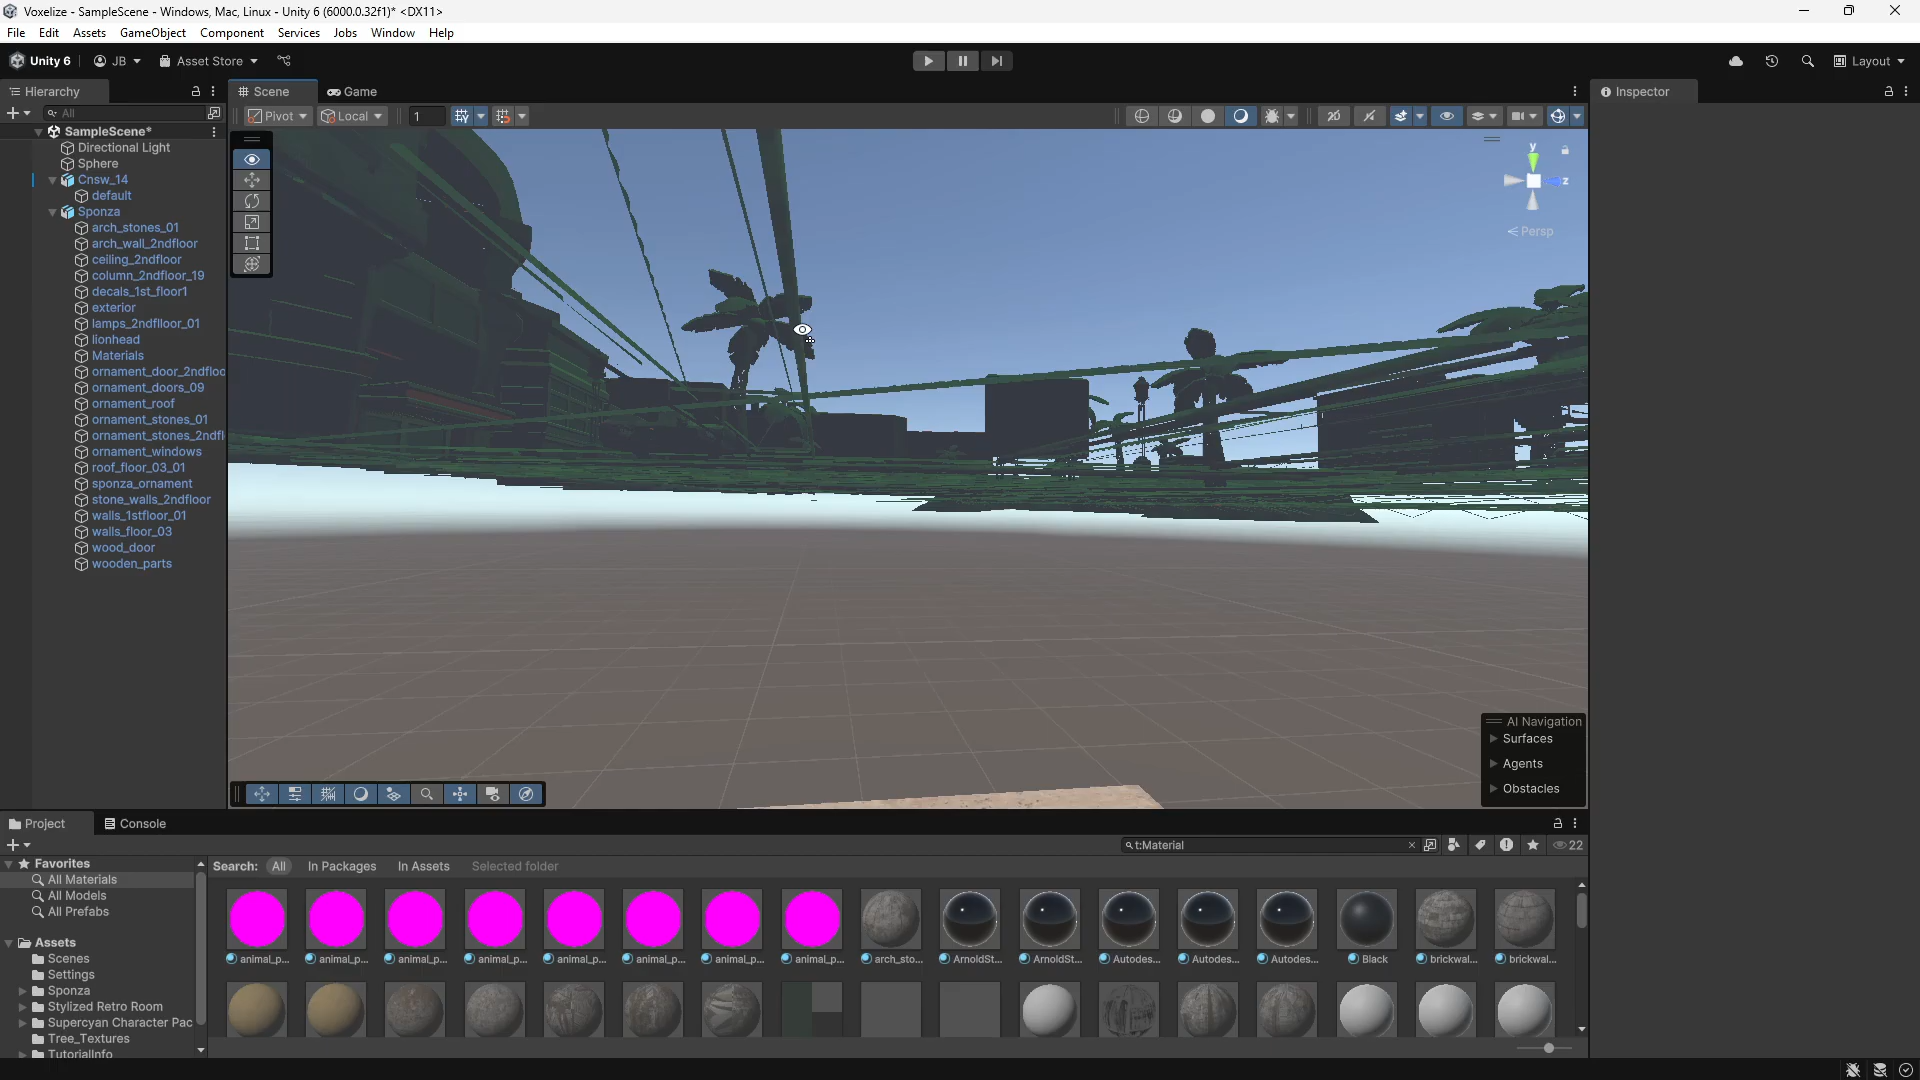 Voxelize - SampleScene - Windows, Mac, Linux - Unity 6 (6000.0.32f1)* <DX11>
File Edit Assets GameObject Component Services Jobs Window Help
Unity 6 JB Asset Store Layout
Hierarchy
Scene Game
Inspector
All
Pivot Local 1 2D
SampleScene*
Directional Light
Sphere
Cnsw_14
default
Sponza
arch_stones_01
arch_wall_2ndfloor
ceiling_2ndfloor
column_2ndfloor_19
decals_1st_floor1
exterior
lamps_2ndflloor_01
lionhead
Materials
ornament_door_2ndfloo
ornament_doors_09
ornament_roof
ornament_stones_01
ornament_stones_2ndfl
ornament_windows
roof_floor_03_01
sponza_ornament
stone_walls_2ndfloor
walls_1stfloor_01
walls_floor_03
wood_door
wooden_parts
y
z
Persp
AI Navigation
Surfaces
Agents
Obstacles
Project Console
t:Material 22
Favorites
All Materials
All Models
All Prefabs
Assets
Scenes
Settings
Sponza
Stylized Retro Room
Supercyan Character Pac
Tree_Textures
TutorialInfo
Search: All In Packages In Assets Selected folder
animal_p... animal_p... animal_p... animal_p... animal_p... animal_p... animal_p... animal_p... arch_sto... ArnoldSt... ArnoldSt... Autodes... Autodes... Autodes... Black brickwal... brickwal...